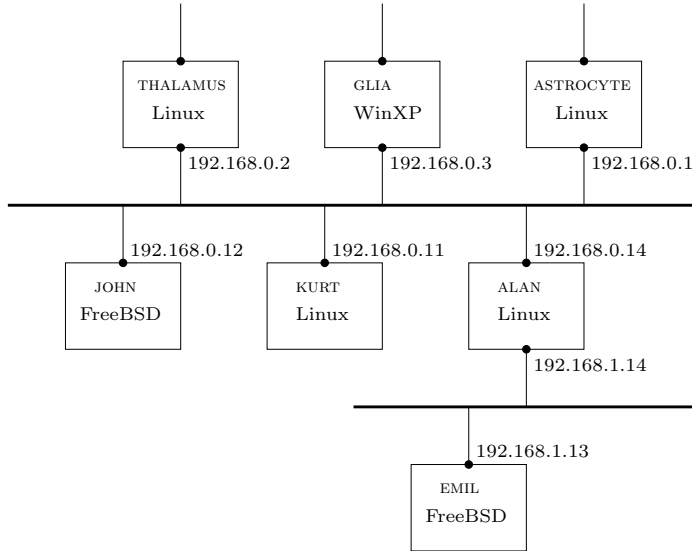 THALAMUS
Linux
GLIA
WinXP
ASTROCYTE
Linux
192.168.0.2
192.168.0.3
192.168.0.1
192.168.0.12
192.168.0.11
192.168.0.14
JOHN
FreeBSD
KURT
Linux
ALAN
Linux
192.168.1.14
192.168.1.13
EMIL
FreeBSD